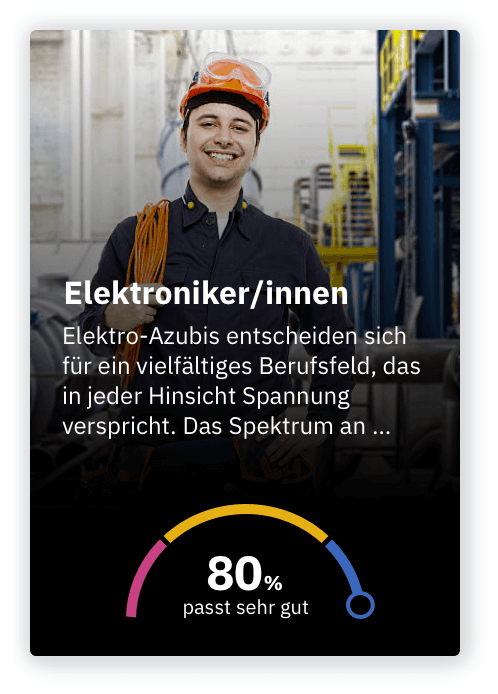 Elektroniker/innen
Elektro-Azubis entscheiden sich
für ein vielfältiges Berufsfeld, das
in jeder Hinsicht Spannung
verspricht. Das Spektrum an ...
80%
passt sehr gut